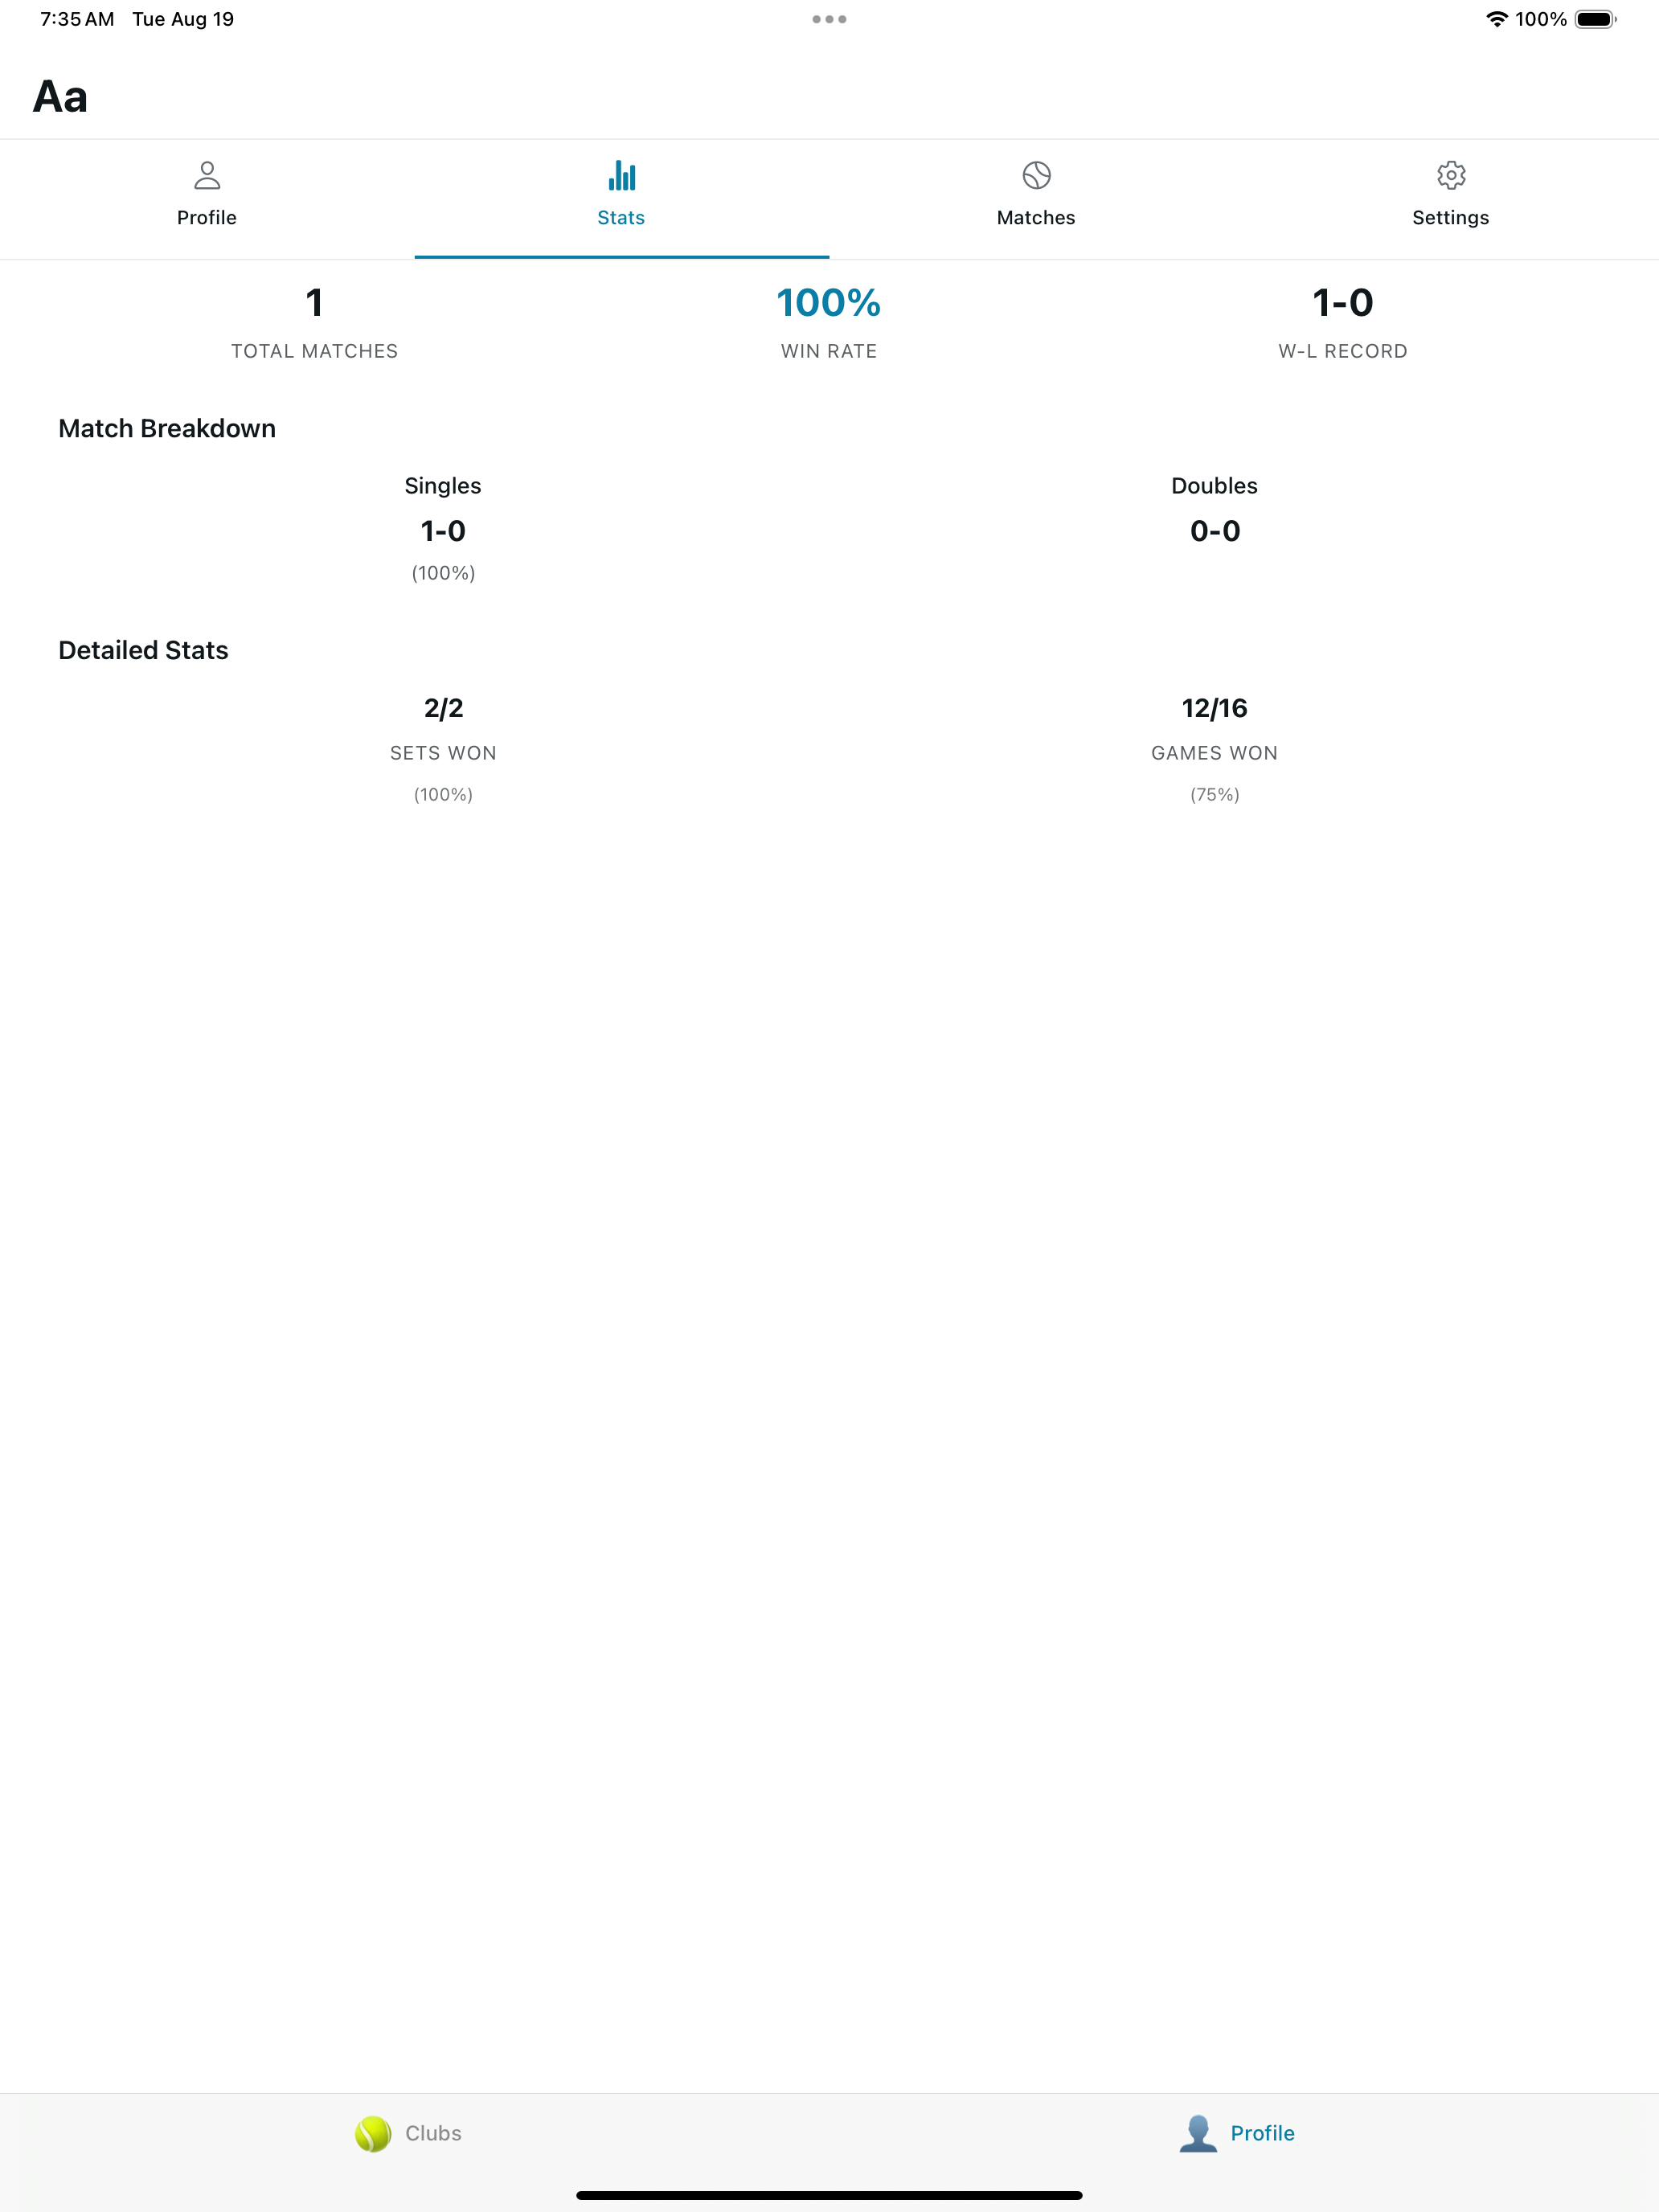 7:35 AM Tue Aug 19 100%
Aa
Profile Stats Matches Settings
1 100% 1-0
TOTAL MATCHES WIN RATE W-L RECORD
Match Breakdown
Singles Doubles
1-0 0-0
(100%)
Detailed Stats
2/2 12/16
SETS WON GAMES WON
(100%) (75%)
Clubs Profile